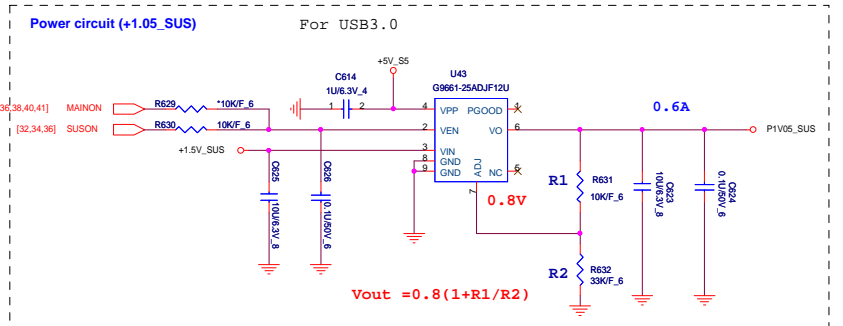 Power circuit (+1.05_SUS)
For USB3.0
+5V_S5
C614
1U/6.3V_4
1 2
U43
G9661-25ADJF12U
36,38,40,41] MAINON
R629 *10K/F_6
[32,34,36] SUSON
R630 10K/F_6
+1.5V_SUS
4 VPP PGOOD 1
2 VEN VO 6
3 VIN
8 GND
9 GND ADJ NC 5
7
0.8V
0.6A
P1V05_SUS
C625
10U/6.3V_8
C626
0.1U/50V_6
R1 R631
10K/F_6
C623
10U/6.3V_8
C624
0.1U/50V_6
R2 R632
33K/F_6
Vout =0.8(1+R1/R2)